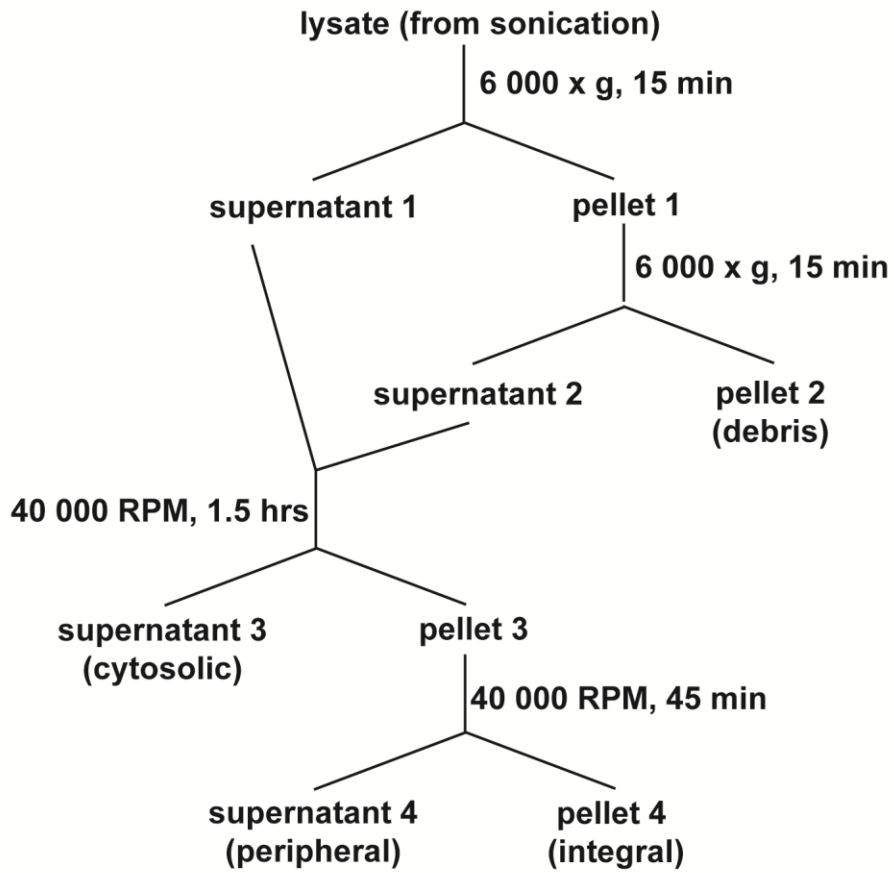 lysate (from sonication)
6 000 x g, 15 min
supernatant 1
pellet 1
6 000 x g, 15 min
supernatant 2
pellet 2
(debris)
40 000 RPM, 1.5 hrs
supernatant 3
(cytosolic)
pellet 3
40 000 RPM, 45 min
supernatant 4
(peripheral)
pellet 4
(integral)